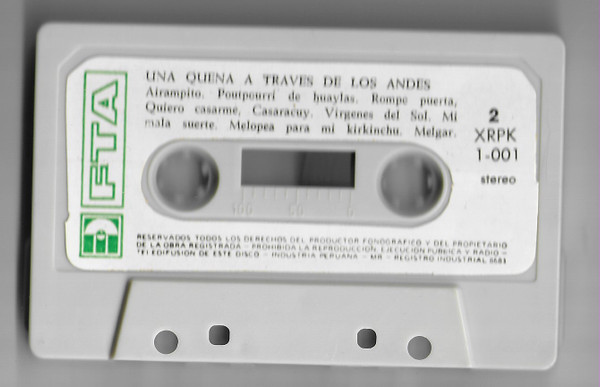 UNA QUENA A TRAVES DE LOS ANDES
Airampito. Poutpourrí de huaylas. Rompe puerta,
Quiero casarme, Casaracuy. Vírgenes del Sol. Mi
mala suerte. Melopea para mi kirkinchu. Melgar.
2
XRPK
1-001
stereo
FTA
100 50 0
RESERVADOS TODOS LOS DERECHOS DEL PRODUCTOR FONOGRAFICO Y DEL PROPIETARIO
DE LA OBRA REGISTRADA - PROHIBIDA LA REPRODUCCION, EJECUCION PUBLICA Y RADIO -
TELEDIFUSION DE ESTE DISCO - INDUSTRIA PERUANA - MR - REGISTRO INDUSTRIAL